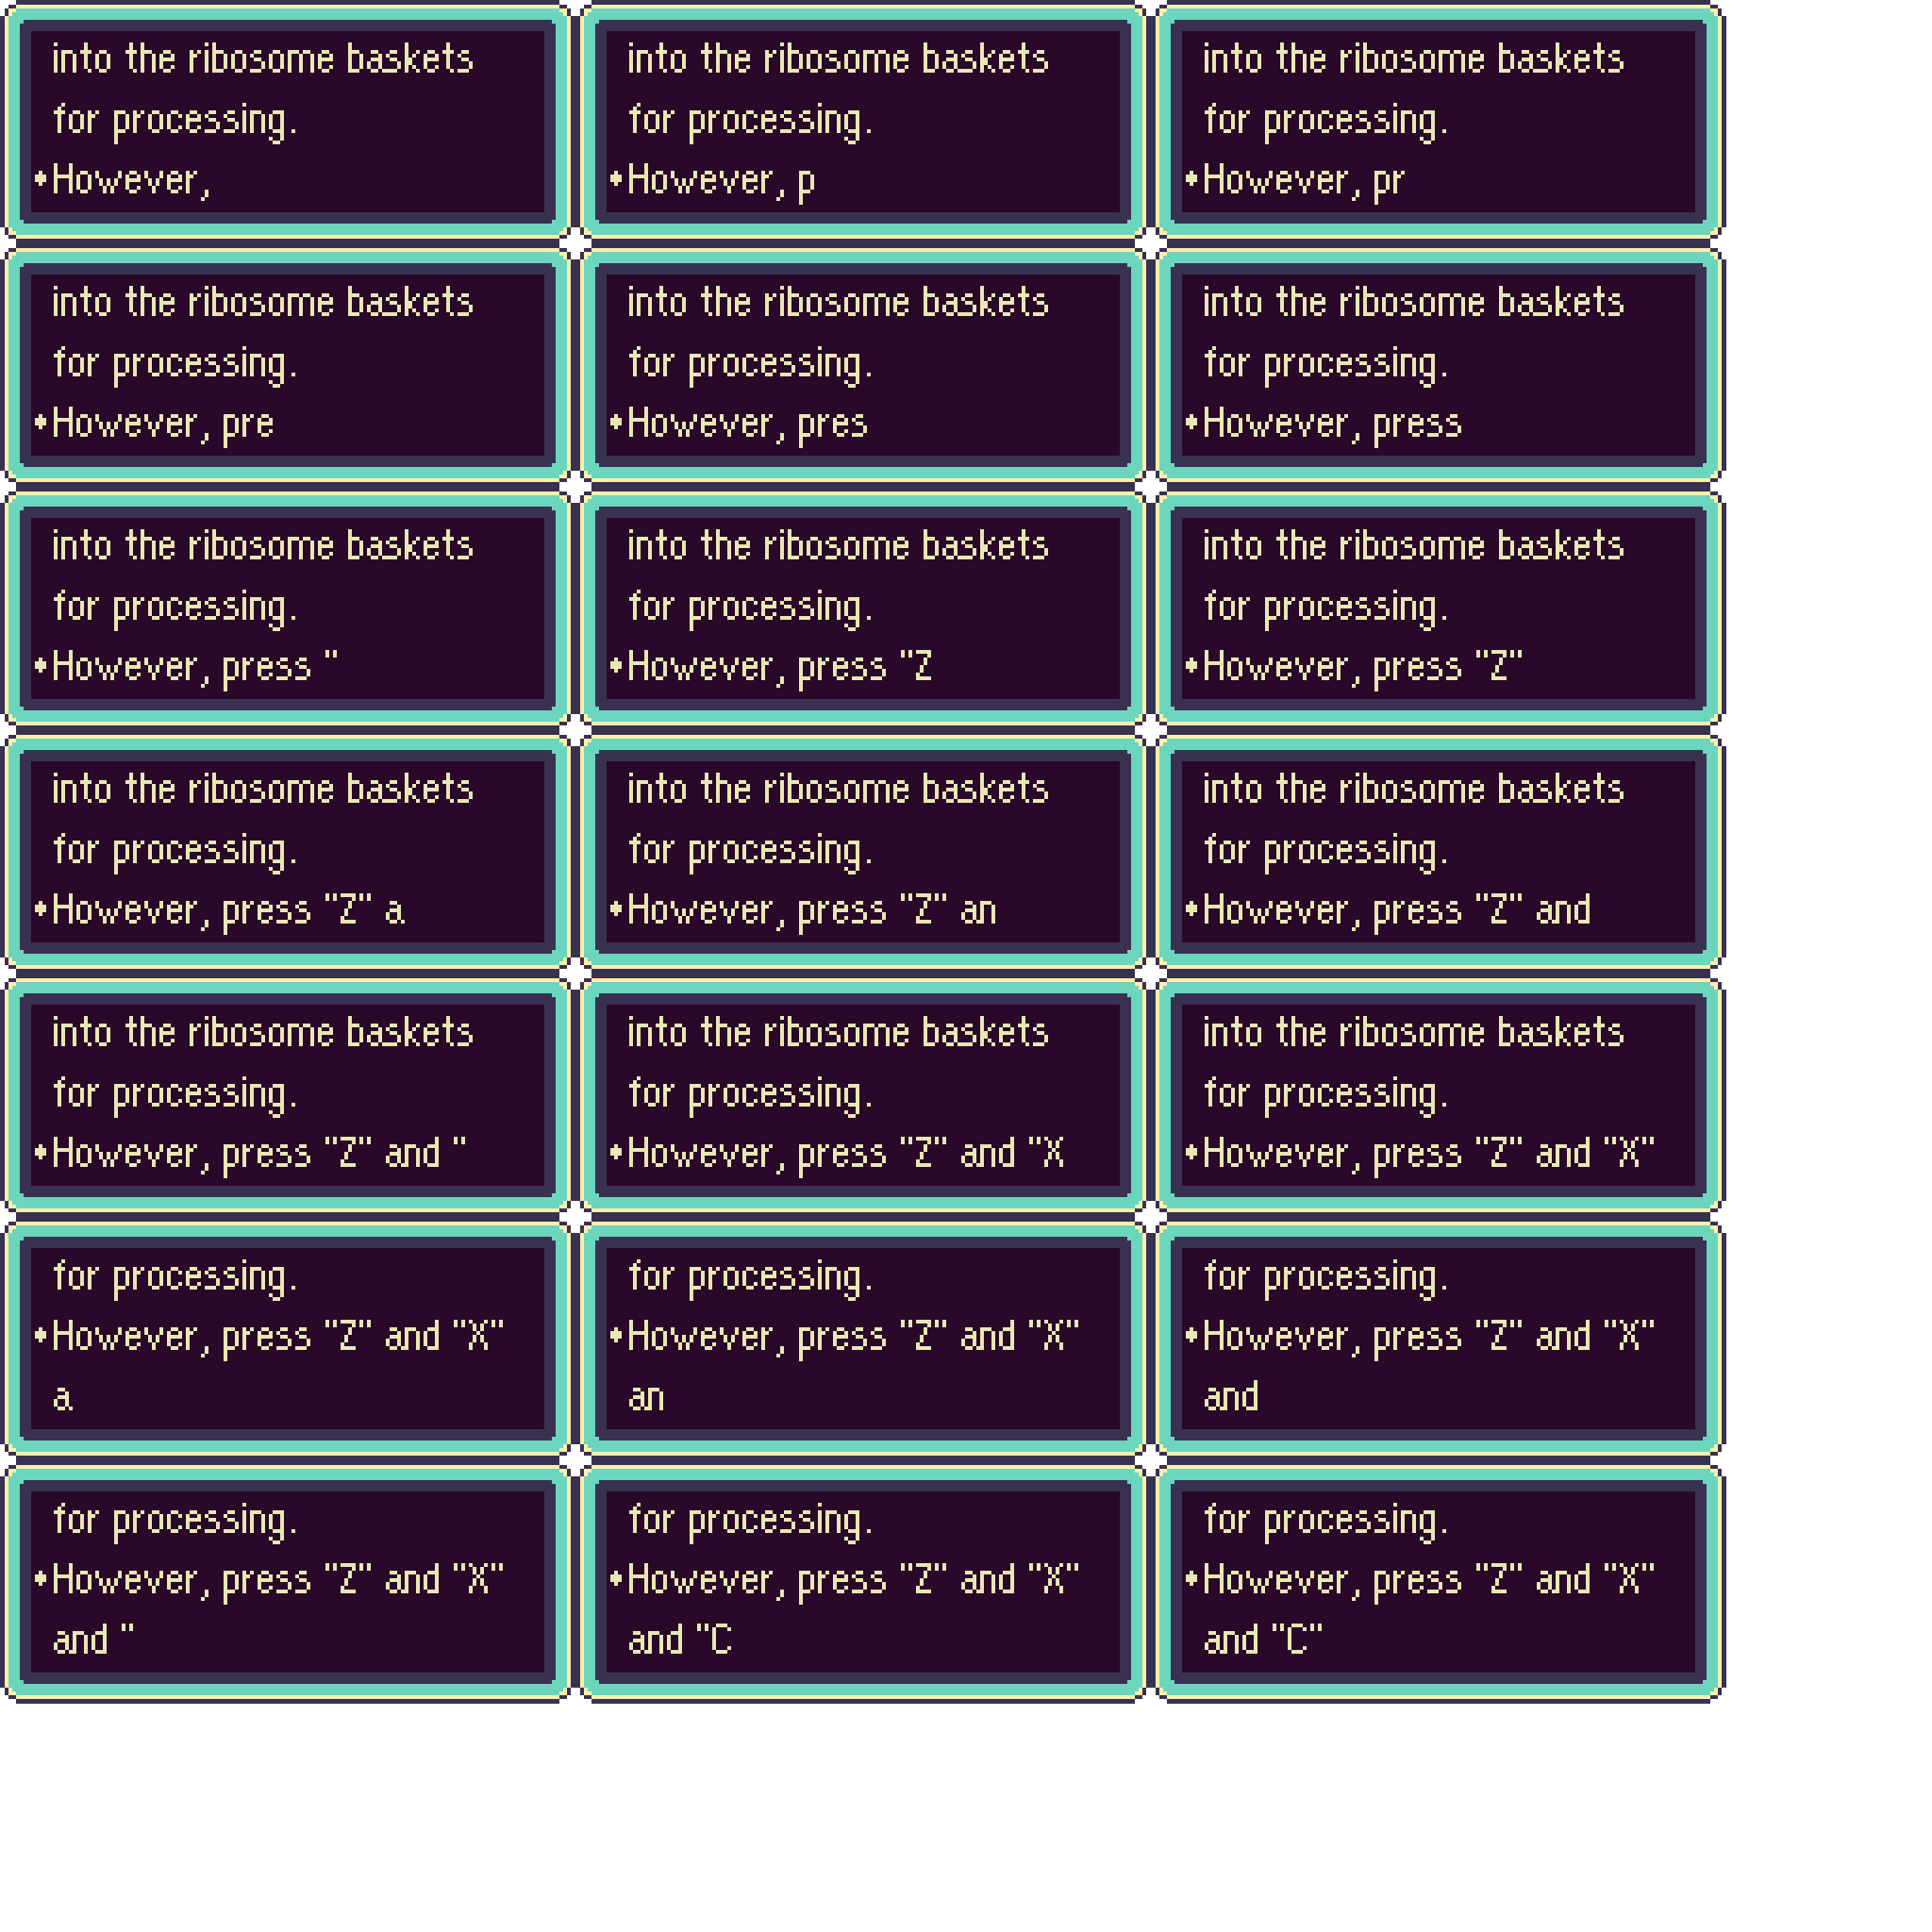 into the ribosome baskets
for processing.
However,
into the ribosome baskets
for processing.
However, p
into the ribosome baskets
for processing.
However, pr
into the ribosome baskets
for processing.
However, pre
into the ribosome baskets
for processing.
However, pres
into the ribosome baskets
for processing.
However, press
into the ribosome baskets
for processing.
However, press "
into the ribosome baskets
for processing.
However, press "Z
into the ribosome baskets
for processing.
However, press "Z"
into the ribosome baskets
for processing.
However, press "Z" a
into the ribosome baskets
for processing.
However, press "Z" an
into the ribosome baskets
for processing.
However, press "Z" and
into the ribosome baskets
for processing.
However, press "Z" and "
into the ribosome baskets
for processing.
However, press "Z" and "X
into the ribosome baskets
for processing.
However, press "Z" and "X"
for processing.
However, press "Z" and "X"
a
for processing.
However, press "Z" and "X"
an
for processing.
However, press "Z" and "X"
and
for processing.
However, press "Z" and "X"
and "
for processing.
However, press "Z" and "X"
and "C
for processing.
However, press "Z" and "X"
and "C"